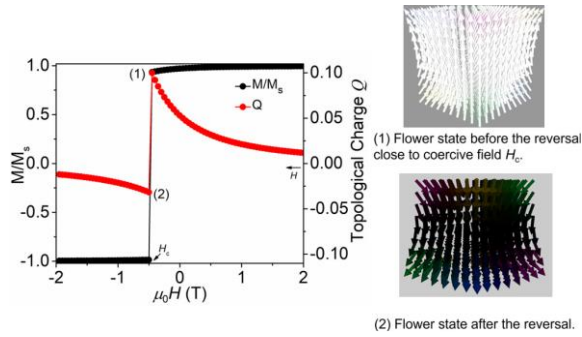 1.0
0.5
0.0
-0.5
-1.0
M/Ms
(1)
M/Ms
Q
(2)
Hc
H
0.10
0.05
0.00
-0.05
-0.10
Topological Charge Q
-2
-1
0
1
2
μ0H (T)
(1) Flower state before the reversal
close to coercive field Hc.
(2) Flower state after the reversal.